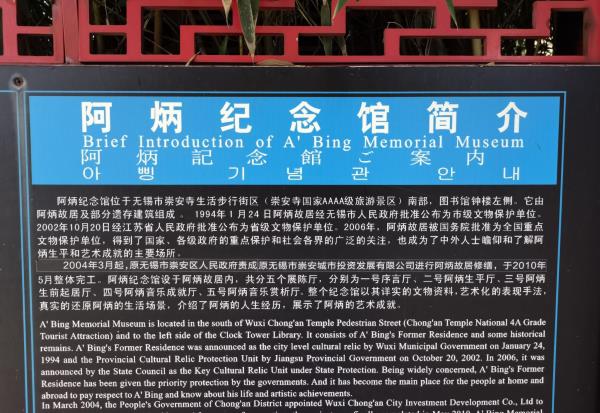 阿炳纪念馆简介
Brief Introduction of A' Bing Memorial Museum
阿炳記念館ご案内
아삥기념관안내
阿炳纪念馆位于无锡市崇安寺生活步行街区（崇安寺国家AAAA级旅游景区）南部，图书馆钟楼左侧。它由
阿炳故居及部分遗存建筑组成 。 1994年1月24日阿炳故居经无锡市人民政府批准公布为市级文物保护单位。
2002年10月20日经江苏省人民政府批准公布为省级文物保护单位。2006年，阿炳故居被国务院批准为全国重点
文物保护单位，得到了国家、各级政府的重点保护和社会各界的广泛的关注，也成为了中外人士瞻仰和了解阿
炳生平和艺术成就的主要场所。
2004年3月起,原无锡市崇安区人民政府责成原无锡市崇安城市投资发展有限公司进行阿炳故居修缮，于2010年
5月整体完工。阿炳纪念馆设于阿炳故居内，共分五个展陈厅，分别为一号序言厅、二号阿炳生平厅、三号阿炳
生前起居厅、四号阿炳音乐成就厅、五号阿炳音乐赏析厅。整个纪念馆以其详实的文物资料,艺术化的表现手法，
真实的还原阿炳的生活场景，介绍了阿炳的人生经历，展示了阿炳的艺术成就。
A' Bing Memorial Museum is located in the south of Wuxi Chong'an Temple Pedestrian Street (Chong'an Temple National 4A Grade
Tourist Attraction) and to the left side of the Clock Tower Library. It consists of A' Bing's Former Residence and some historical
remains. A' Bing's Former Residence was announced as the city level cultural relic by Wuxi Municipal Government on January 24,
1994 and the Provincial Cultural Relic Protection Unit by Jiangsu Provincial Government on October 20, 2002. In 2006, it was
announced by the State Council as the Key Cultural Relic Unit under State Protection. Being widely concerned, A' Bing's Former
Residence has been given the priority protection by the governments. And it has become the main place for the people at home and
abroad to pay respect to A' Bing and know about his life and artistic achievements.
In March 2004, the People's Government of Chong'an District appointed Wuxi Chong'an City Investment Development Co., Ltd to